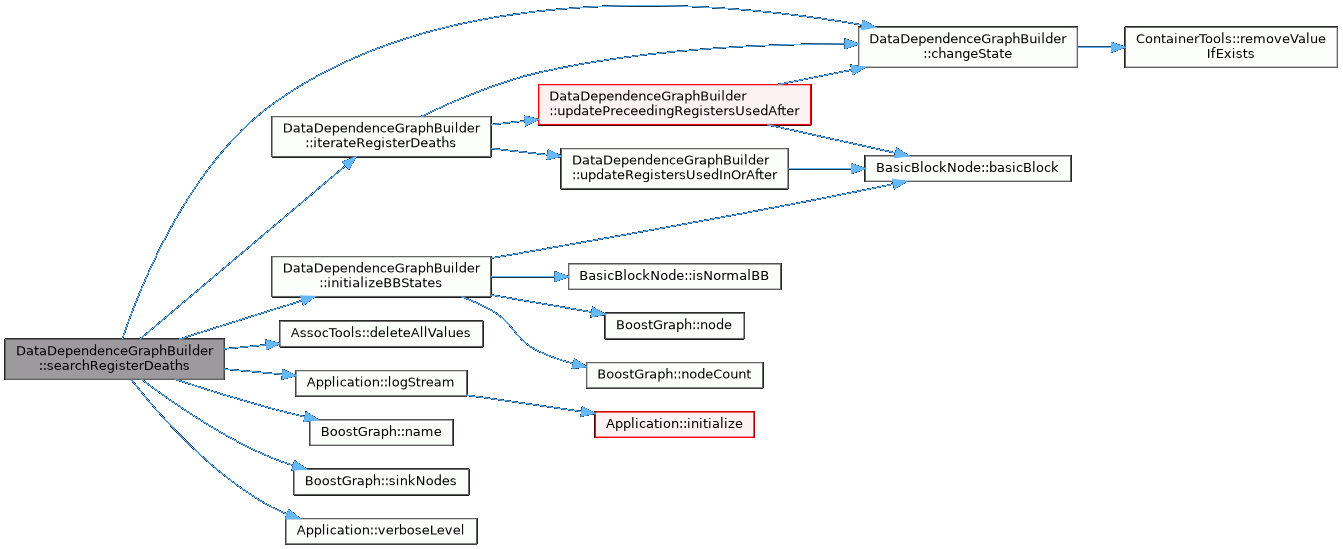 DataDependenceGraphBuilder
::changeState
ContainerTools::removeValue
IfExists
DataDependenceGraphBuilder
::updatePreceedingRegistersUsedAfter
DataDependenceGraphBuilder
::iterateRegisterDeaths
DataDependenceGraphBuilder
::updateRegistersUsedInOrAfter
BasicBlockNode::basicBlock
DataDependenceGraphBuilder
::initializeBBStates
BasicBlockNode::isNormalBB
BoostGraph::node
AssocTools::deleteAllValues
DataDependenceGraphBuilder
::searchRegisterDeaths
BoostGraph::nodeCount
Application::logStream
Application::initialize
BoostGraph::name
BoostGraph::sinkNodes
Application::verboseLevel